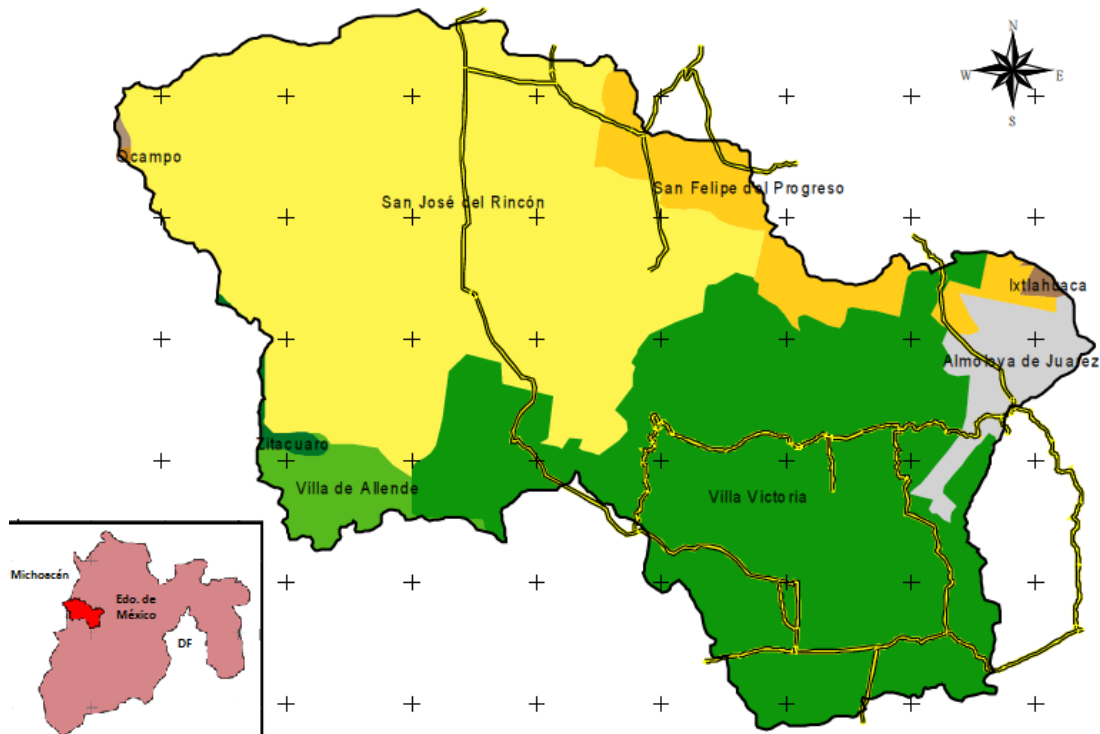 N
W
E
S
Ocampo
San José del Rincón
San Felipe del Progreso
Ixtlahuaca
Almoloya de Juarez
Zitacuaro
Villa de Allende
Villa Victoria
Michoacán
Edo. de
México
DF